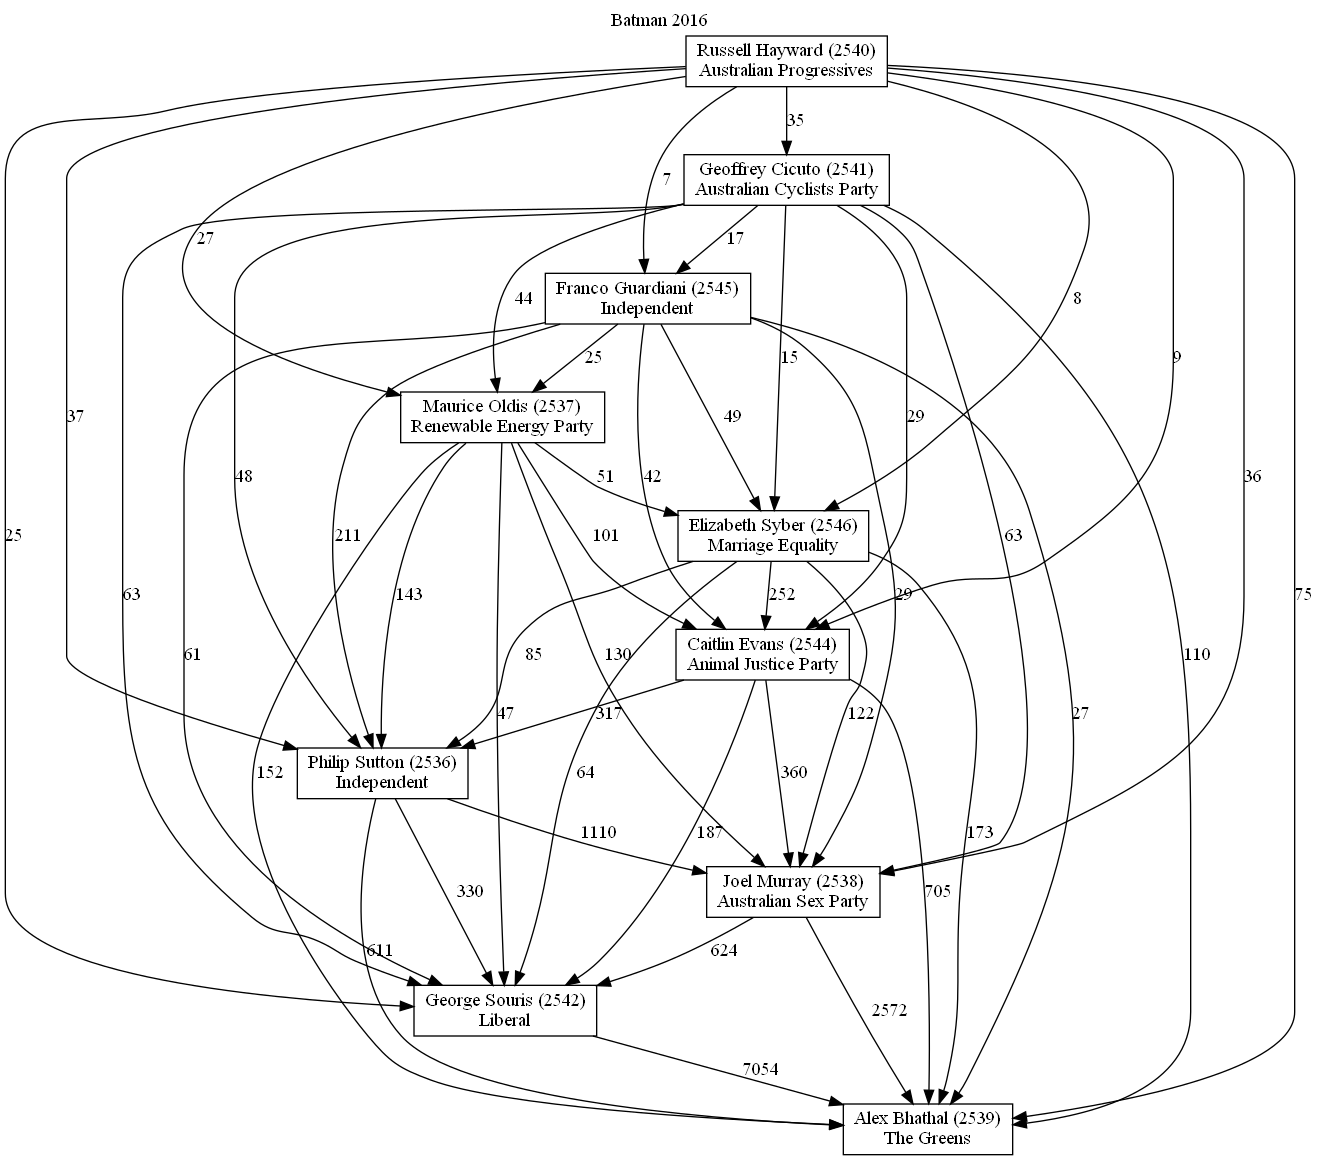 Batman 2016
Russell Hayward (2540)
Australian Progressives
35
Geoffrey Cicuto (2541)
Australian Cyclists Party
7
17
27
Franco Guardiani (2545)
Independent
44
8
25
15
9
Maurice Oldis (2537)
Renewable Energy Party
37
49
29
48
51
42
36
Elizabeth Syber (2546)
Marriage Equality
25
211
101
63
63
143
252
29
75
Caitlin Evans (2544)
Animal Justice Party
61
85
130
110
47
317
122
27
Philip Sutton (2536)
Independent
152
64
360
1110
187
173
Joel Murray (2538)
Australian Sex Party
330
705
611
624
George Souris (2542)
Liberal
2572
7054
Alex Bhathal (2539)
The Greens